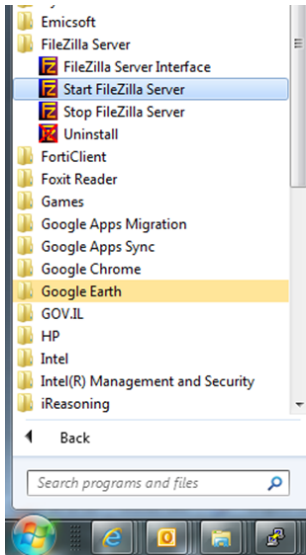 Emicsoft
FileZilla Server
FileZilla Server Interface
Start FileZilla Server
Stop FileZilla Server
Uninstall
FortiClient
Foxit Reader
Games
Google Apps Migration
Google Apps Sync
Google Chrome
Google Earth
GOV.IL
HP
Intel
Intel(R) Management and Security
iReasoning
Back
Search programs and files